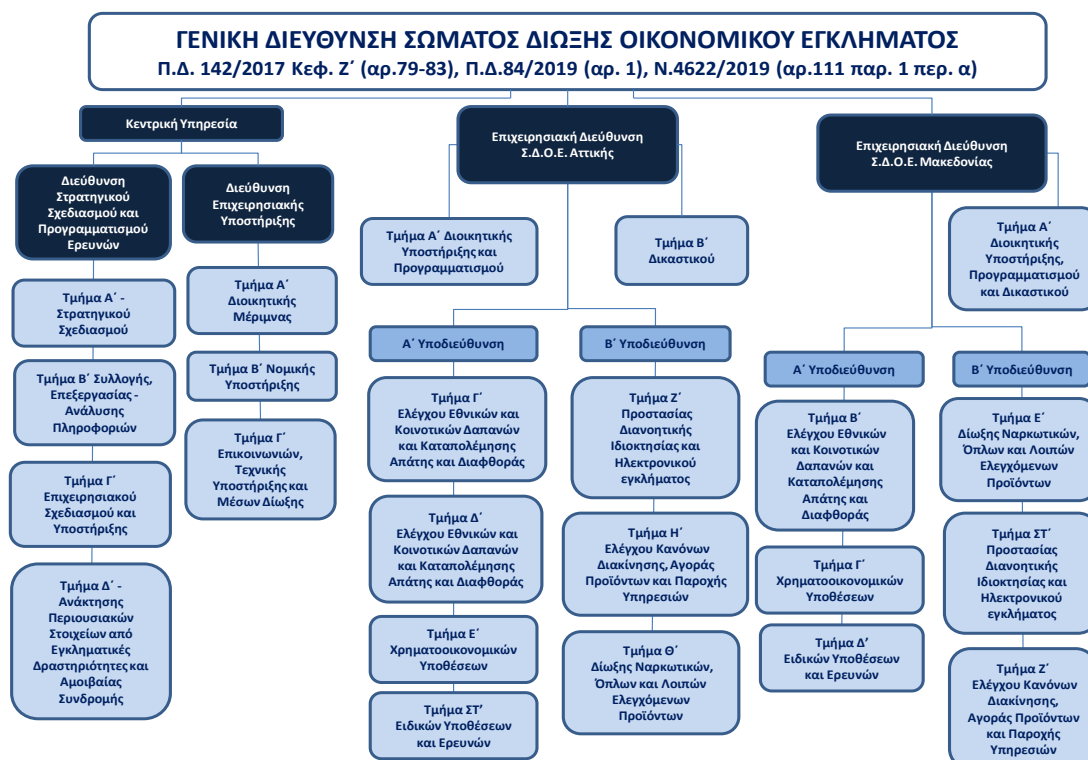 ΓΕΝΙΚΗ ΔΙΕΥΘΥΝΣΗ ΣΩΜΑΤΟΣ ΔΙΩΞΗΣ ΟΙΚΟΝΟΜΙΚΟΥ ΕΓΚΛΗΜΑΤΟΣ
Π.Δ. 142/2017 Κεφ. Ζ΄ (αρ.79-83), Π.Δ.84/2019 (αρ. 1), Ν.4622/2019 (αρ.111 παρ. 1 περ. α)
Κεντρική Υπηρεσία
Διεύθυνση
Στρατηγικού
Σχεδιασμού και
Προγραμματισμού
Ερευνών
Τμήμα Α΄ -
Στρατηγικού
Σχεδιασμού
Τμήμα Β΄ Συλλογής,
Επεξεργασίας -
Ανάλυσης
Πληροφοριών
Τμήμα Γ΄
Επιχειρησιακού
Σχεδιασμού και
Υποστήριξης
Τμήμα Δ΄ -
Ανάκτησης
Περιουσιακών
Στοιχείων από
Εγκληματικές
Δραστηριότητες και
Αμοιβαίας
Συνδρομής
Διεύθυνση
Επιχειρησιακής
Υποστήριξης
Τμήμα Α΄
Διοικητικής
Μέριμνας
Τμήμα Β΄ Νομικής
Υποστήριξης
Τμήμα Γ΄
Επικοινωνιών,
Τεχνικής
Υποστήριξης και
Μέσων Δίωξης
Επιχειρησιακή Διεύθυνση
Σ.Δ.Ο.Ε. Αττικής
Τμήμα Α΄ Διοικητικής
Υποστήριξης και
Προγραμματισμού
Τμήμα Β΄
Δικαστικού
Α΄ Υποδιεύθυνση
Τμήμα Γ΄
Ελέγχου Εθνικών και
Κοινοτικών Δαπανών
και Καταπολέμησης
Απάτης και Διαφθοράς
Τμήμα Δ΄
Ελέγχου Εθνικών και
Κοινοτικών Δαπανών
και Καταπολέμησης
Απάτης και Διαφθοράς
Τμήμα Ε΄
Χρηματοοικονομικών
Υποθέσεων
Τμήμα ΣΤ’
Ειδικών Υποθέσεων
και Ερευνών
Β΄ Υποδιεύθυνση
Τμήμα Ζ΄
Προστασίας
Διανοητικής
Ιδιοκτησίας και
Ηλεκτρονικού
εγκλήματος
Τμήμα Η΄
Ελέγχου Κανόνων
Διακίνησης, Αγοράς
Προϊόντων και Παροχής
Υπηρεσιών
Τμήμα Θ΄
Δίωξης Ναρκωτικών,
Όπλων και Λοιπών
Ελεγχόμενων
Προϊόντων
Επιχειρησιακή Διεύθυνση
Σ.Δ.Ο.Ε. Μακεδονίας
Τμήμα Α΄
Διοικητικής
Υποστήριξης,
Προγραμματισμού
και Δικαστικού
Α΄ Υποδιεύθυνση
Τμήμα Β΄
Ελέγχου Εθνικών
και Κοινοτικών
Δαπανών και
Καταπολέμησης
Απάτης και
Διαφθοράς
Τμήμα Γ΄
Χρηματοοικονομικών
Υποθέσεων
Τμήμα Δ’
Ειδικών Υποθέσεων
και Ερευνών
Β΄ Υποδιεύθυνση
Τμήμα Ε΄
Δίωξης Ναρκωτικών,
Όπλων και Λοιπών
Ελεγχόμενων
Προϊόντων
Τμήμα ΣΤ΄
Προστασίας
Διανοητικής
Ιδιοκτησίας και
Ηλεκτρονικού
εγκλήματος
Τμήμα Ζ΄
Ελέγχου Κανόνων
Διακίνησης,
Αγοράς Προϊόντων
και Παροχής
Υπηρεσιών